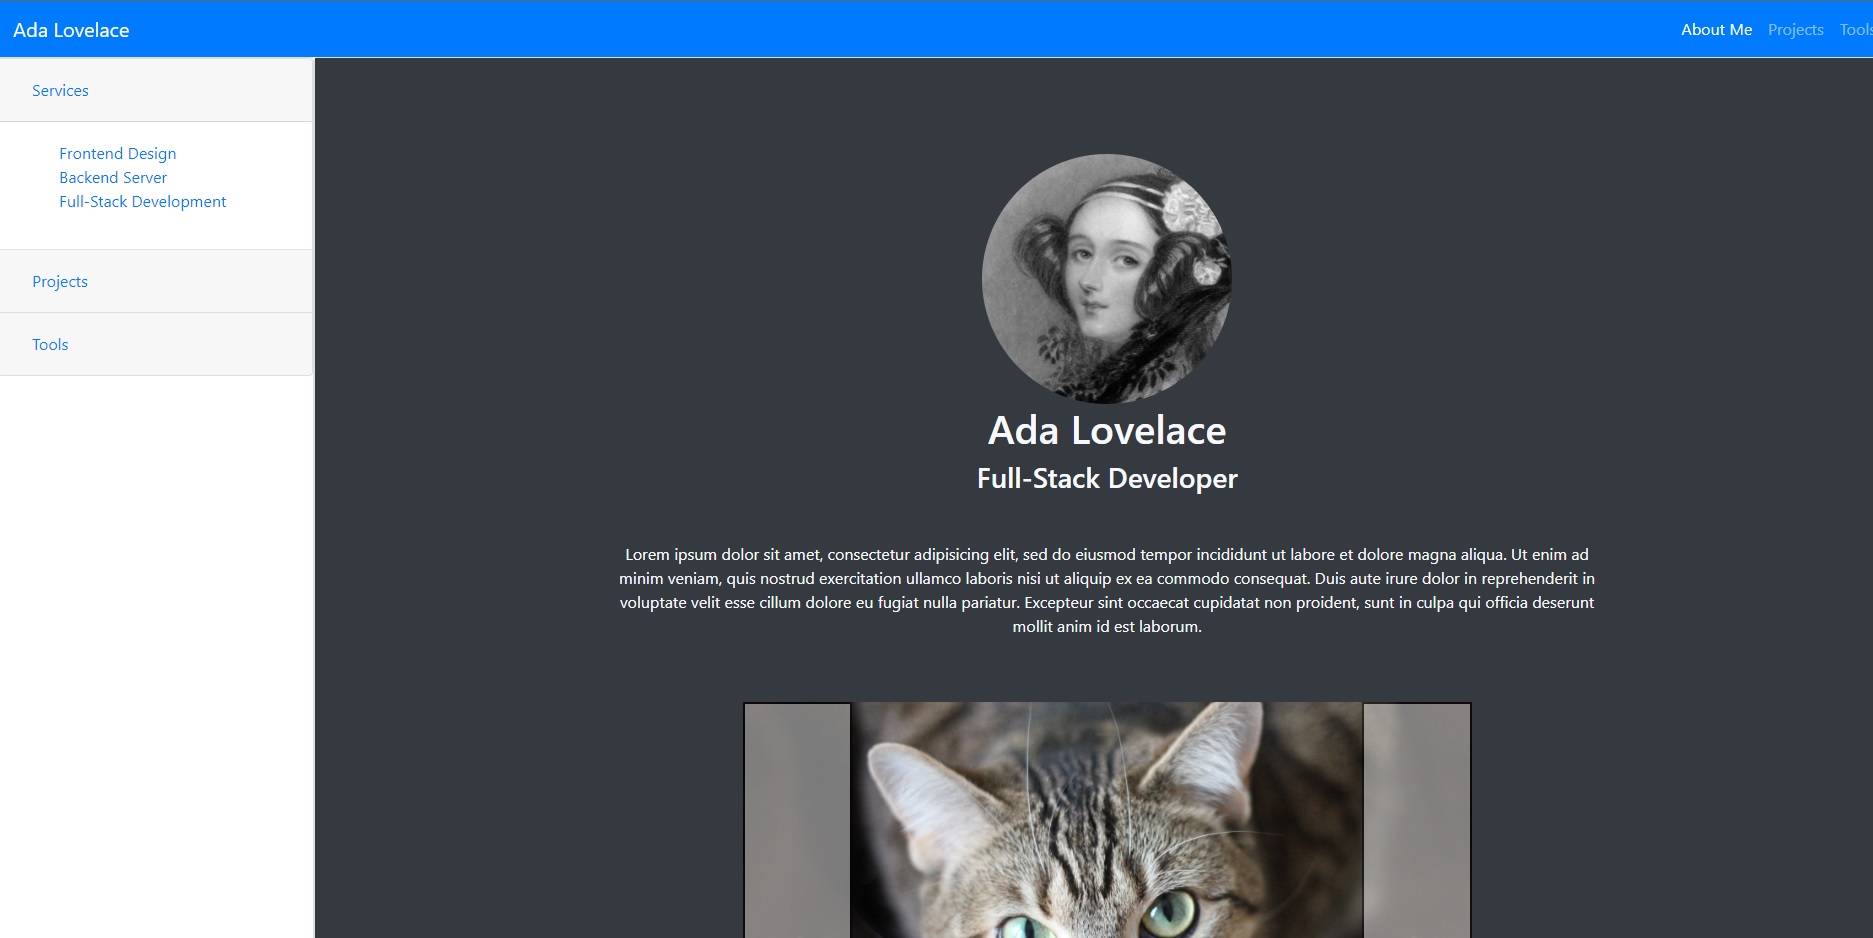 Ada Lovelace
About Me Projects Tools
Services
Frontend Design
Backend Server
Full-Stack Development
Projects
Tools
Ada Lovelace
Full-Stack Developer
Lorem ipsum dolor sit amet, consectetur adipisicing elit, sed do eiusmod tempor incididunt ut labore et dolore magna aliqua. Ut enim ad
minim veniam, quis nostrud exercitation ullamco laboris nisi ut aliquip ex ea commodo consequat. Duis aute irure dolor in reprehenderit in
voluptate velit esse cillum dolore eu fugiat nulla pariatur. Excepteur sint occaecat cupidatat non proident, sunt in culpa qui officia deserunt
mollit anim id est laborum.